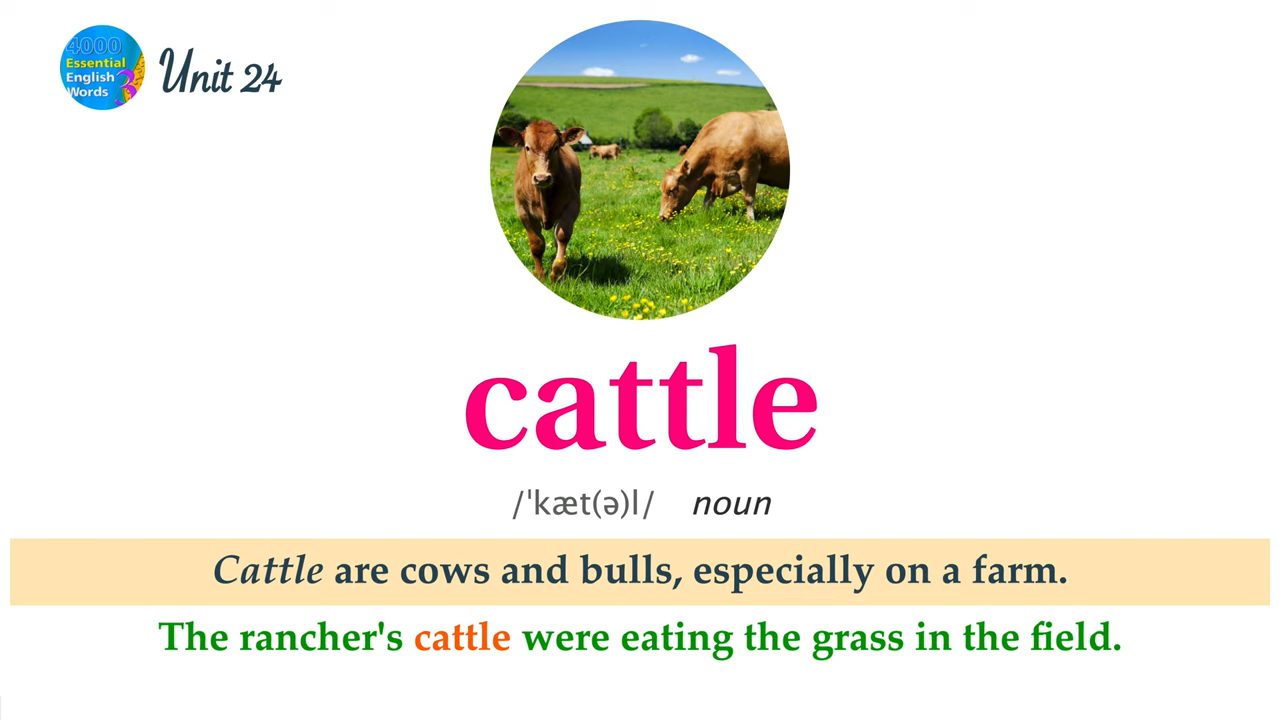 4000
Essential
English
Words 3
Unit 24
cattle
/ˈkæt(ə)l/ noun
Cattle are cows and bulls, especially on a farm.
The rancher's cattle were eating the grass in the field.